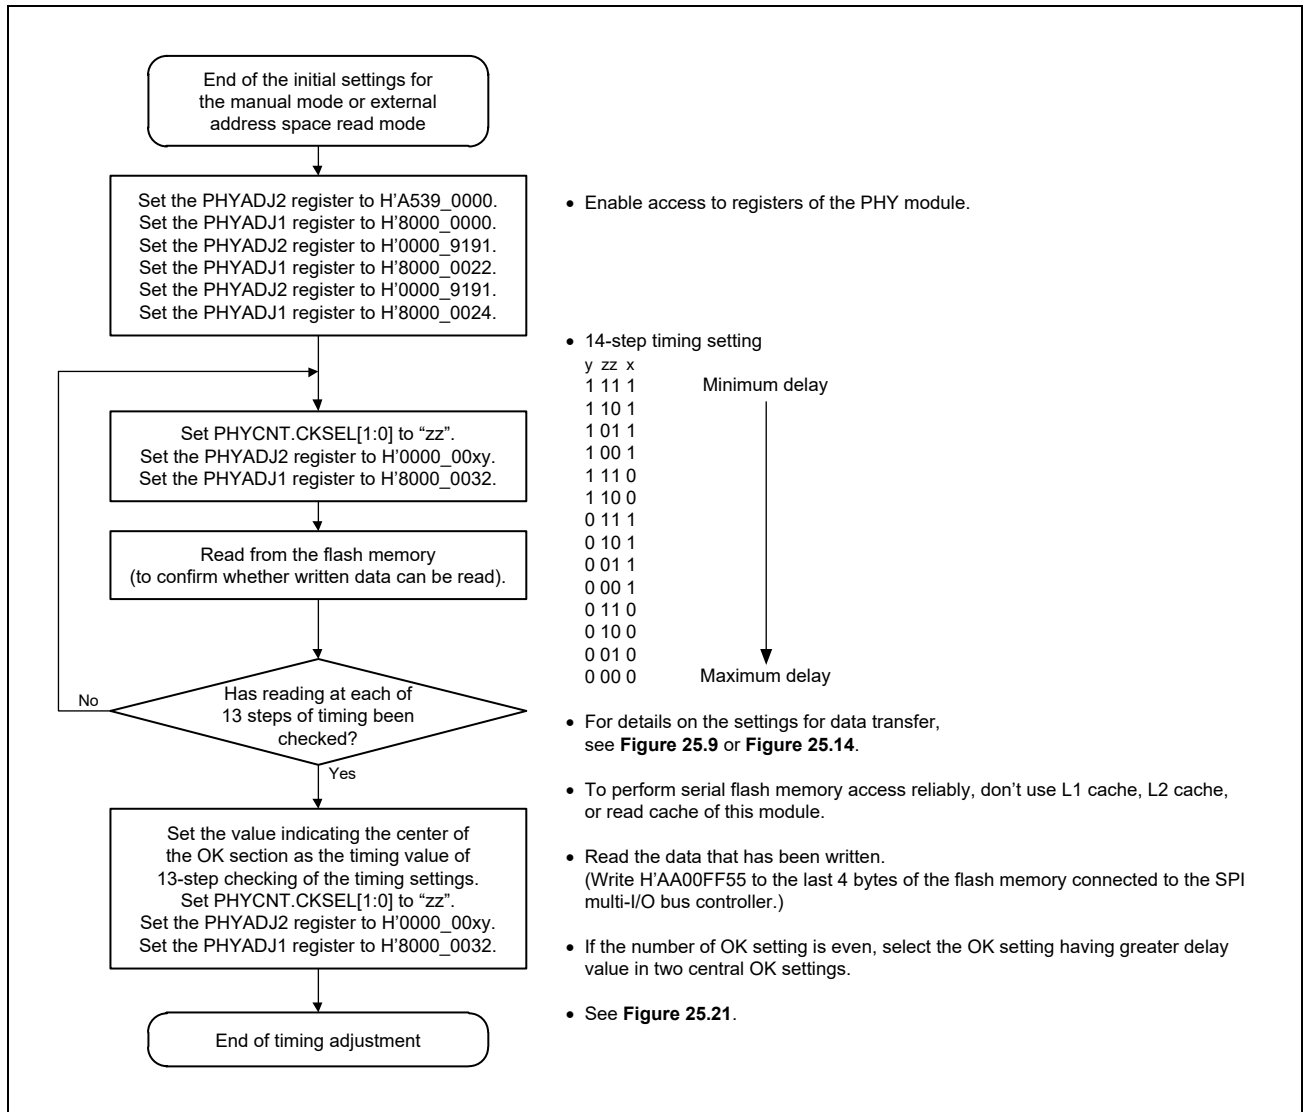 End of the initial settings for
the manual mode or external
address space read mode
Set the PHYADJ2 register to H'A539_0000.
Set the PHYADJ1 register to H'8000_0000.
Set the PHYADJ2 register to H'0000_9191.
Set the PHYADJ1 register to H'8000_0022.
Set the PHYADJ2 register to H'0000_9191.
Set the PHYADJ1 register to H'8000_0024.
• Enable access to registers of the PHY module.
Set PHYCNT.CKSEL[1:0] to “zz”.
Set the PHYADJ2 register to H'0000_00xy.
Set the PHYADJ1 register to H'8000_0032.
• 14-step timing setting
y zz x
1 11 1
1 10 1
1 01 1
1 00 1
1 11 0
1 10 0
0 11 1
0 10 1
0 01 1
0 00 1
0 11 0
0 10 0
0 01 0
0 00 0
Minimum delay
Maximum delay
Read from the flash memory
(to confirm whether written data can be read).
No
Has reading at each of
13 steps of timing been
checked?
Yes
• For details on the settings for data transfer,
see Figure 25.9 or Figure 25.14.
• To perform serial flash memory access reliably, don't use L1 cache, L2 cache,
or read cache of this module.
Set the value indicating the center of
the OK section as the timing value of
13-step checking of the timing settings.
Set PHYCNT.CKSEL[1:0] to “zz”.
Set the PHYADJ2 register to H'0000_00xy.
Set the PHYADJ1 register to H'8000_0032.
• Read the data that has been written.
(Write H'AA00FF55 to the last 4 bytes of the flash memory connected to the SPI
multi-I/O bus controller.)
• If the number of OK setting is even, select the OK setting having greater delay
value in two central OK settings.
• See Figure 25.21.
End of timing adjustment